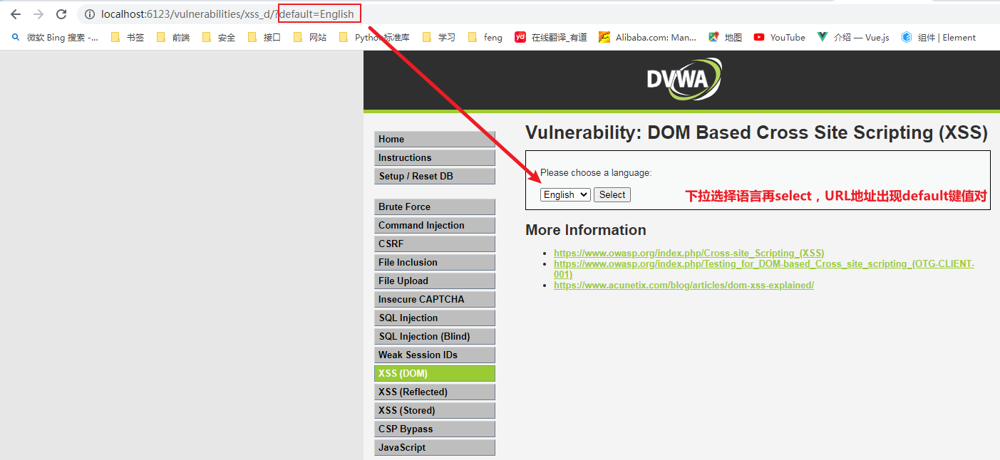 localhost:6123/vulnerabilities/xss_d/?default=English
微软 Bing 搜索 -... 书签 前端 安全 接口 网站 Python标准库 学习 feng yd 在线翻译_有道 Alibaba.com: Man... 地图 YouTube 介绍 — Vue.js 组件 | Element
DVWA
Vulnerability: DOM Based Cross Site Scripting (XSS)
Home
Instructions
Setup / Reset DB
Brute Force
Command Injection
CSRF
File Inclusion
File Upload
Insecure CAPTCHA
SQL Injection
SQL Injection (Blind)
Weak Session IDs
XSS (DOM)
XSS (Reflected)
XSS (Stored)
CSP Bypass
JavaScript
Please choose a language:
English Select
下拉选择语言再select，URL地址出现default键值对
More Information
https://www.owasp.org/index.php/Cross-site_Scripting_(XSS)
https://www.owasp.org/index.php/Testing_for_DOM-based_Cross_site_scripting_(OTG-CLIENT-
001)
https://www.acunetix.com/blog/articles/dom-xss-explained/